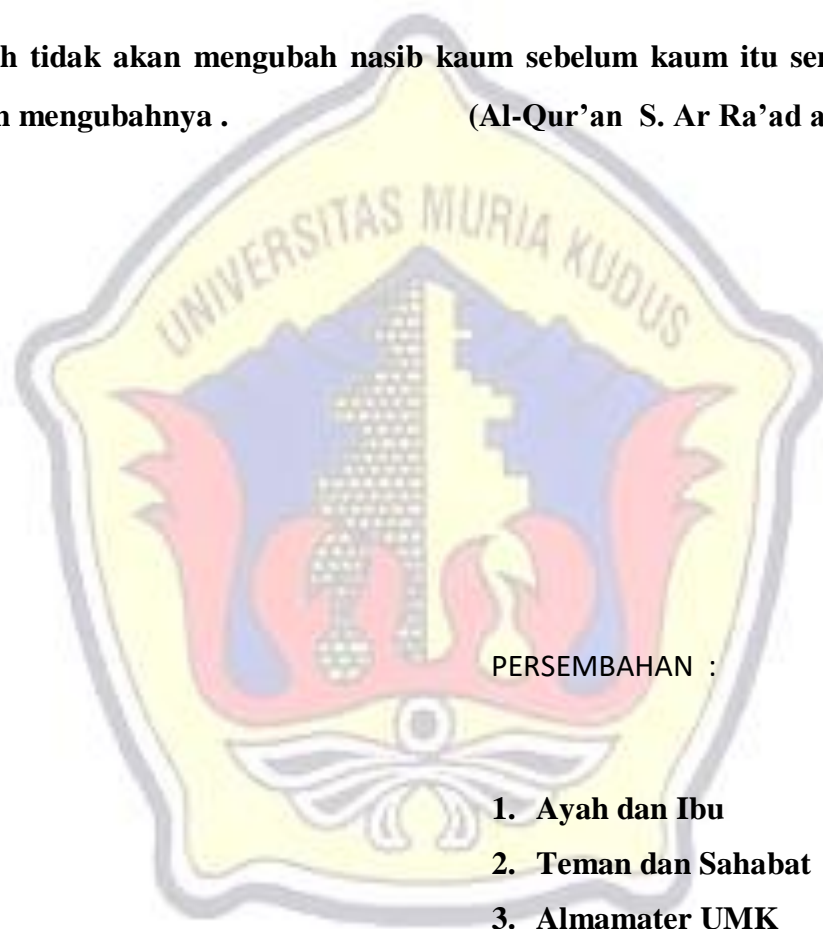 tidak akan mengubah nasib kaum sebelum kaum itu
mengubahnya . (Al-Qur’an S. Ar Ra’ad
UNIVERSITAS MURIA KUDUS
PERSEMBAHAN :
1. Ayah dan Ibu
2. Teman dan Sahabat
3. Almamater UMK